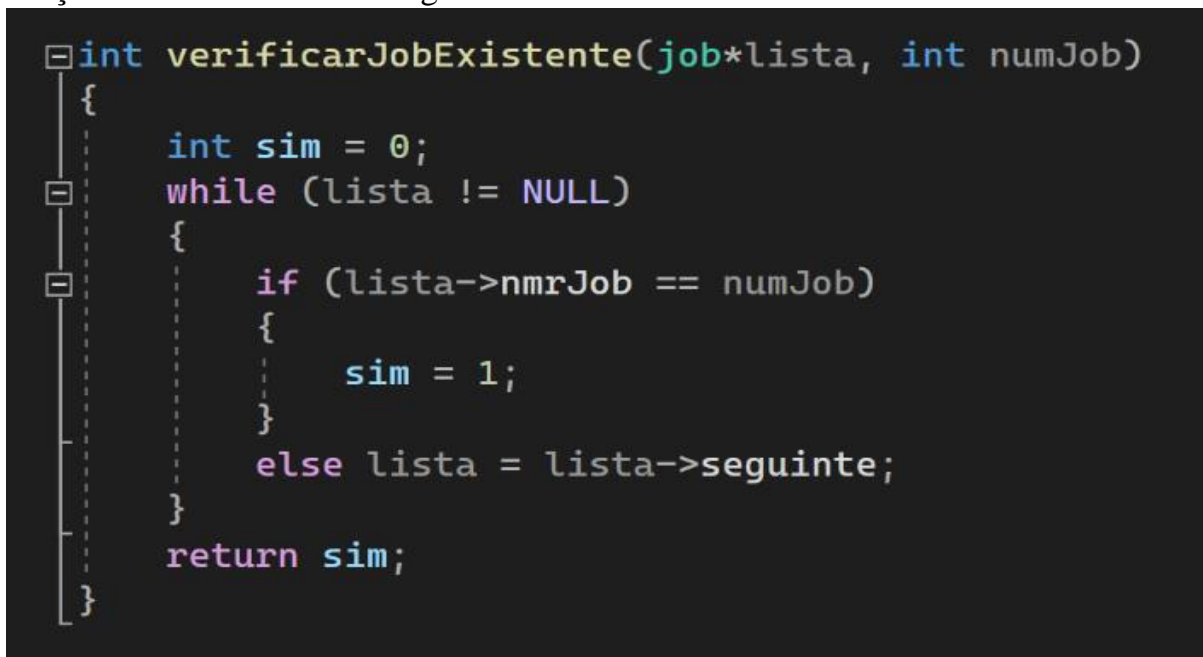 int verificarJobExistente(job*lista, int numJob)
{
int sim = 0;
while (lista != NULL)
{
if (lista->nmrJob == numJob)
{
sim = 1;
}
else lista = lista->seguinte;
}
return sim;
}